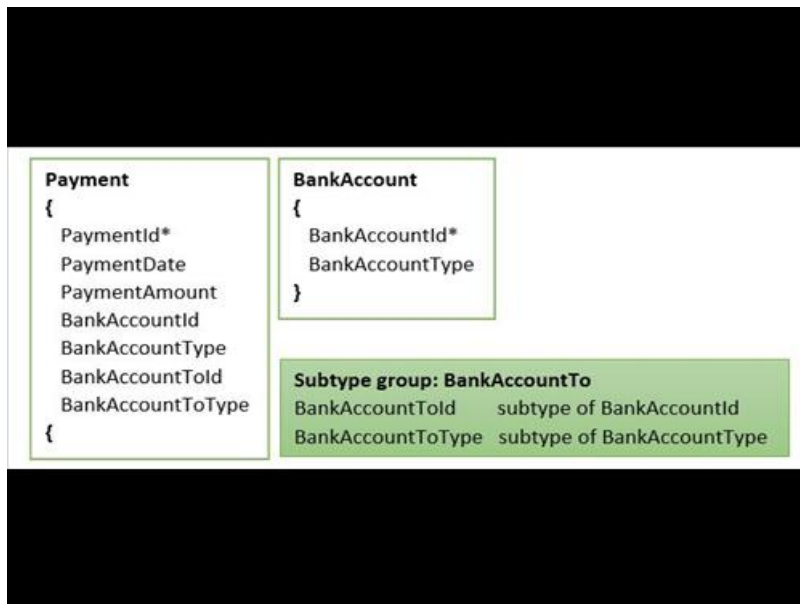 Payment
{
PaymentId*
PaymentDate
PaymentAmount
BankAccountId
BankAccountType
BankAccountToId
BankAccountToType
{
BankAccount
{
BankAccountId*
BankAccountType
}
Subtype group: BankAccountTo
BankAccountToId subtype of BankAccountId
BankAccountToType subtype of BankAccountType